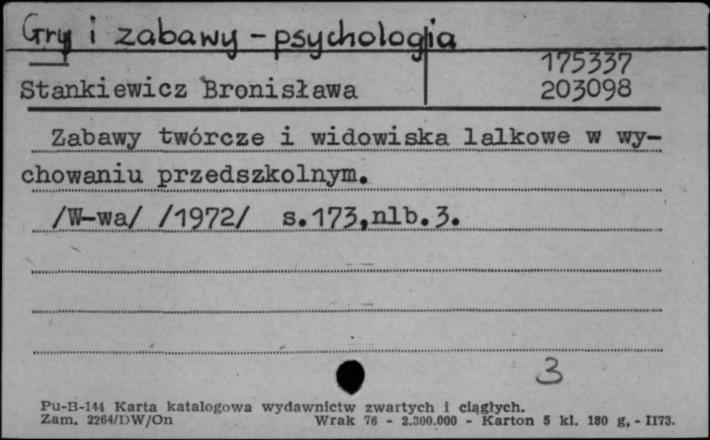 Gry i zabawy - psychologia
175337
Stankiewicz Bronisława 203098
Zabawy twórcze i widowiska lalkowe w wy-
chowaniu przedszkolnym.
/W-wa/ /1972/ s.173,nlb.3.
3
Pu-B-144 Karta katalogowa wydawnictw zwartych i ciągłych.
Zam. 2264/DW/On Wrak 76 - 2.300.000 - Karton 5 kl. 180 g, - II73.